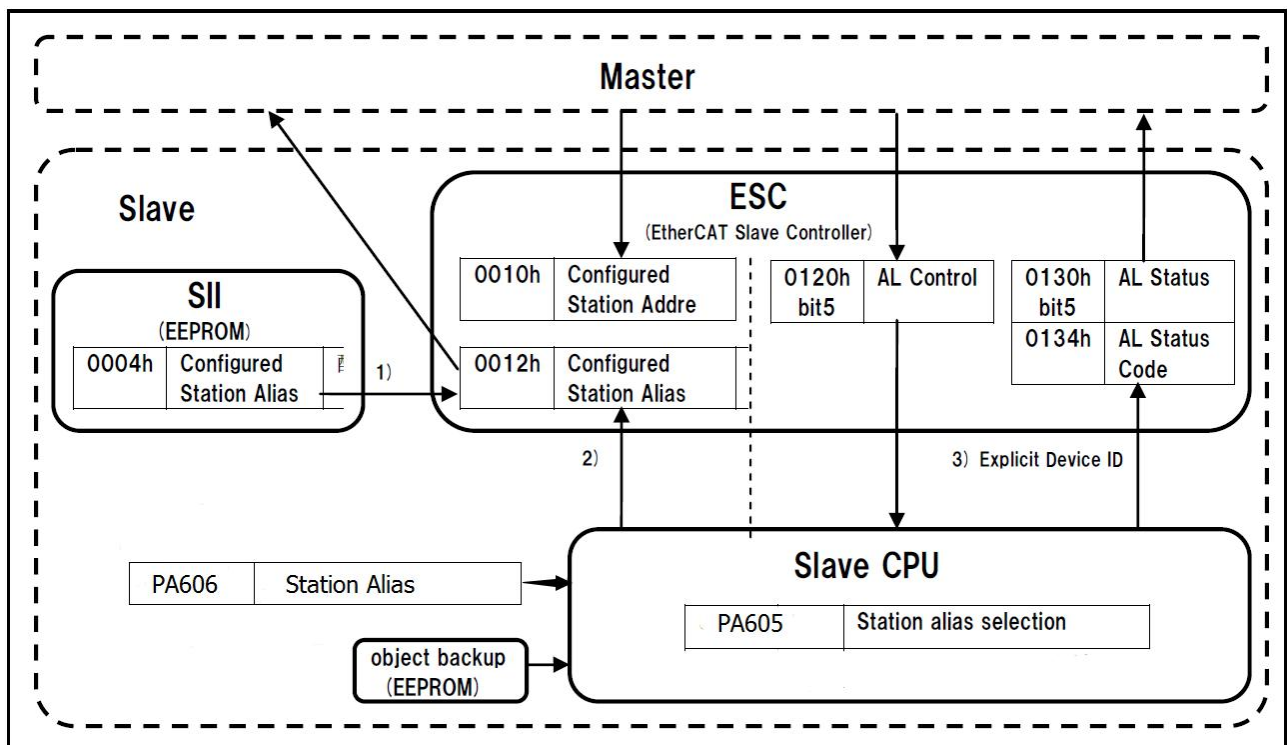 Master
Slave
ESC
(EtherCAT Slave Controller)
0010h Configured
Station Addre
0120h AL Control
bit5
0130h AL Status
bit5
0134h AL Status
Code
SII
(EEPROM)
0004h Configured
Station Alias
1)
0012h Configured
Station Alias
2)
3) Explicit Device ID
PA606 Station Alias
Slave CPU
PA605 Station alias selection
object backup
(EEPROM)